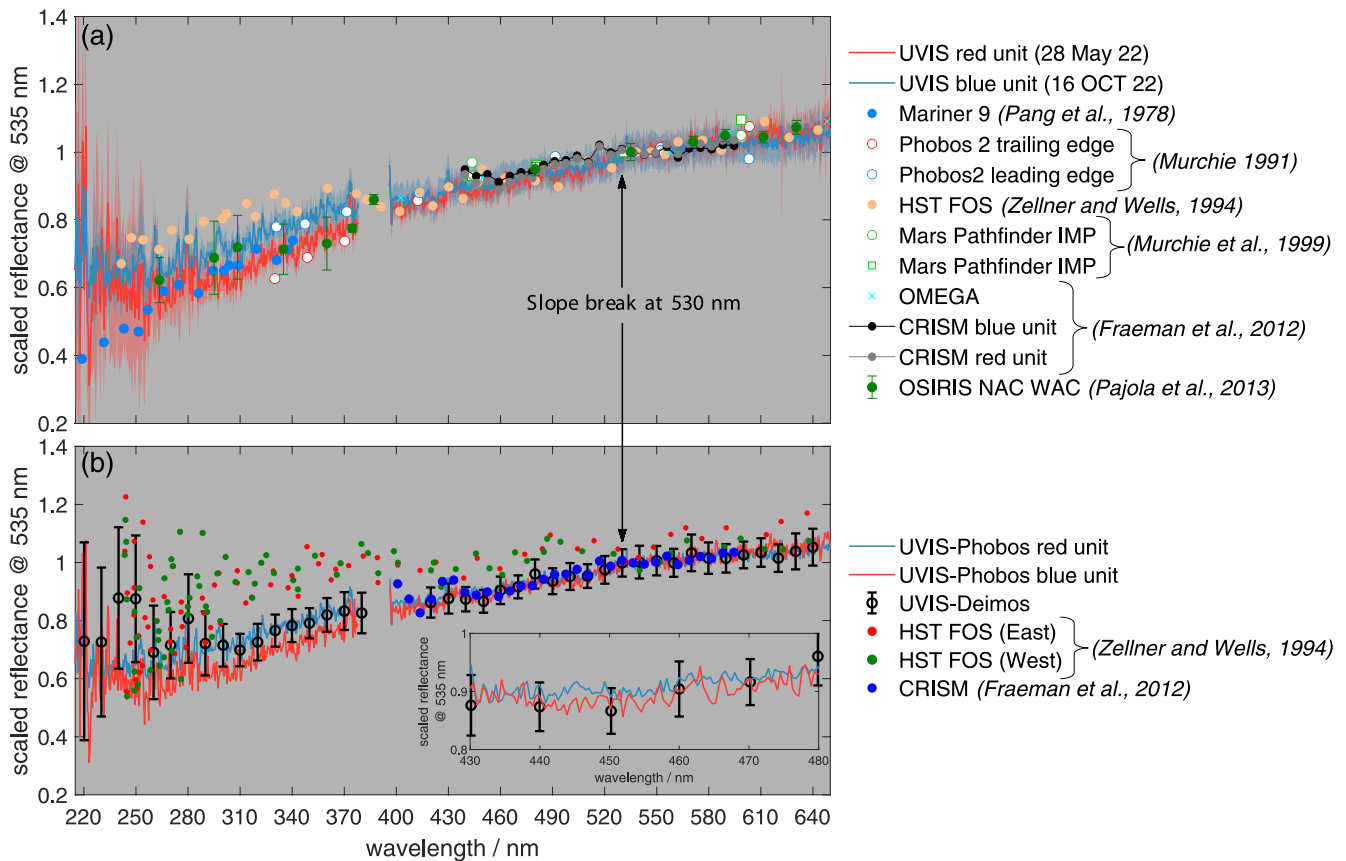 (a)
1.4
1.2
1
0.8
0.6
0.4
0.2
scaled reflectance @ 535 nm
Slope break at 530 nm
UVIS red unit (28 May 22)
UVIS blue unit (16 OCT 22)
Mariner 9 (Pang et al., 1978)
Phobos 2 trailing edge
Phobos2 leading edge
(Murchie 1991)
HST FOS (Zellner and Wells, 1994)
Mars Pathfinder IMP
Mars Pathfinder IMP
(Murchie et al., 1999)
OMEGA
CRISM blue unit
CRISM red unit
(Fraeman et al., 2012)
OSIRIS NAC WAC (Pajola et al., 2013)
(b)
1.4
1.2
1
0.8
0.6
0.4
0.2
scaled reflectance @ 535 nm
220 250 280 310 340 370 400 430 460 490 520 550 580 610 640
wavelength / nm
1
0.9
0.8
scaled reflectance
@ 535 nm
430 440 450 460 470 480
wavelength / nm
UVIS-Phobos red unit
UVIS-Phobos blue unit
UVIS-Deimos
HST FOS (East)
HST FOS (West)
(Zellner and Wells, 1994)
CRISM (Fraeman et al., 2012)